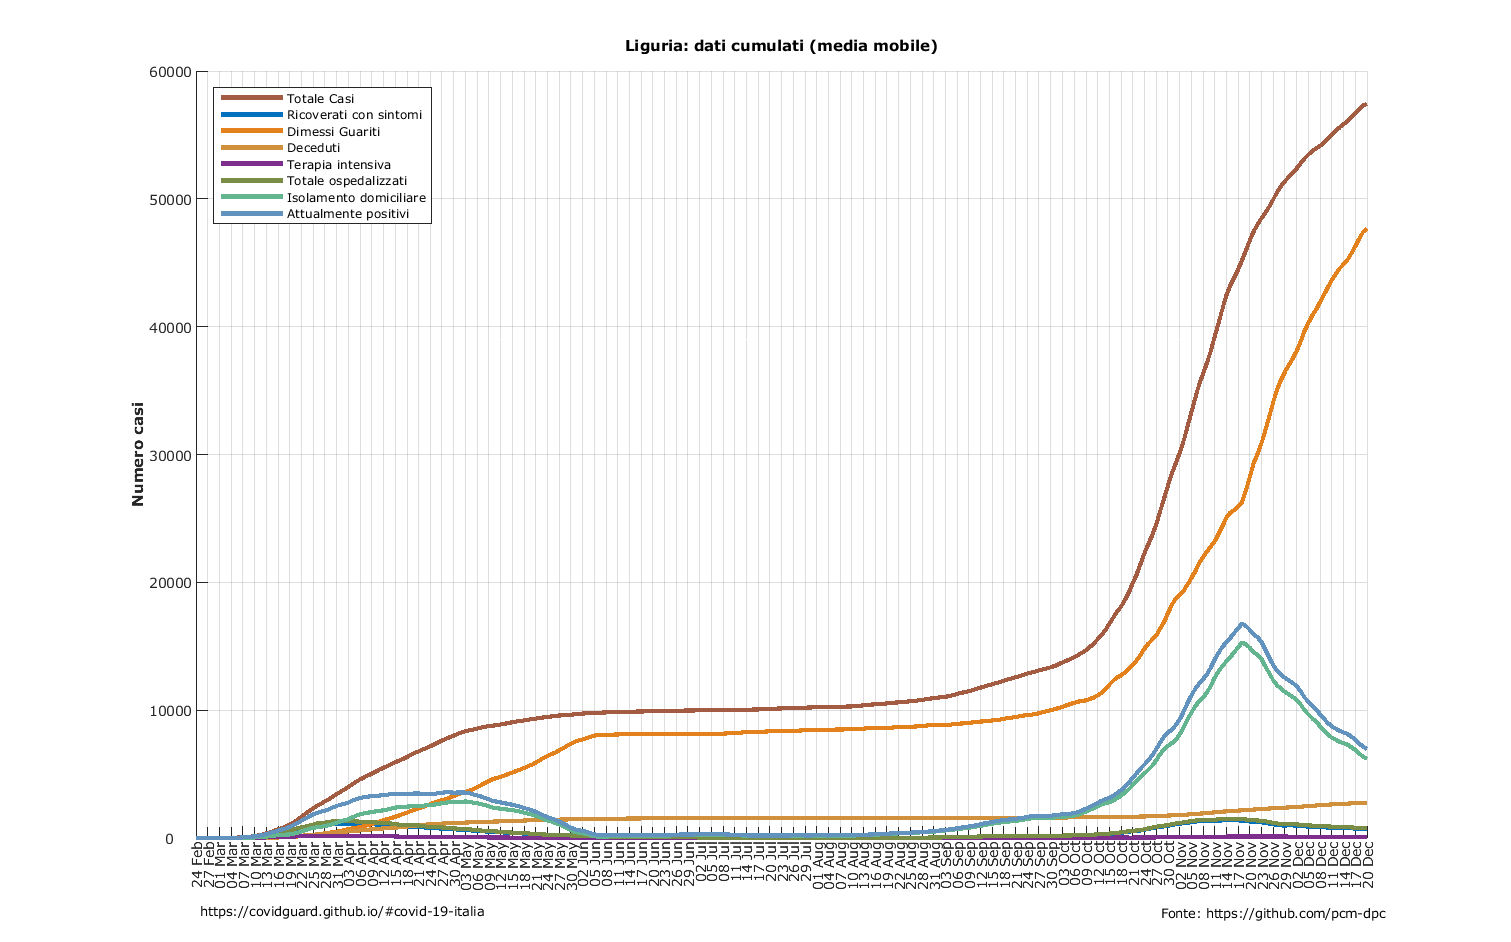 Liguria: dati cumulati (media mobile)
60000
50000
40000
30000
20000
10000
0
Numero casi
Totale Casi
Ricoverati con sintomi
Dimessi Guariti
Deceduti
Terapia intensiva
Totale ospedalizzati
Isolamento domiciliare
Attualmente positivi
24 Feb
27 Feb
01 Mar
04 Mar
07 Mar
10 Mar
13 Mar
16 Mar
19 Mar
22 Mar
25 Mar
28 Mar
31 Mar
03 Apr
06 Apr
09 Apr
12 Apr
15 Apr
18 Apr
21 Apr
24 Apr
27 Apr
30 Apr
03 May
06 May
09 May
12 May
15 May
18 May
21 May
24 May
27 May
30 May
02 Jun
05 Jun
08 Jun
11 Jun
14 Jun
17 Jun
20 Jun
23 Jun
26 Jun
29 Jun
02 Jul
05 Jul
08 Jul
11 Jul
14 Jul
17 Jul
20 Jul
23 Jul
26 Jul
29 Jul
01 Aug
04 Aug
07 Aug
10 Aug
13 Aug
16 Aug
19 Aug
22 Aug
25 Aug
28 Aug
31 Aug
03 Sep
06 Sep
09 Sep
12 Sep
15 Sep
18 Sep
21 Sep
24 Sep
27 Sep
30 Sep
03 Oct
06 Oct
09 Oct
12 Oct
15 Oct
18 Oct
21 Oct
24 Oct
27 Oct
30 Oct
02 Nov
05 Nov
08 Nov
11 Nov
14 Nov
17 Nov
20 Nov
23 Nov
26 Nov
29 Nov
02 Dec
05 Dec
08 Dec
11 Dec
14 Dec
17 Dec
20 Dec
https://covidguard.github.io/#covid-19-italia
Fonte: https://github.com/pcm-dpc